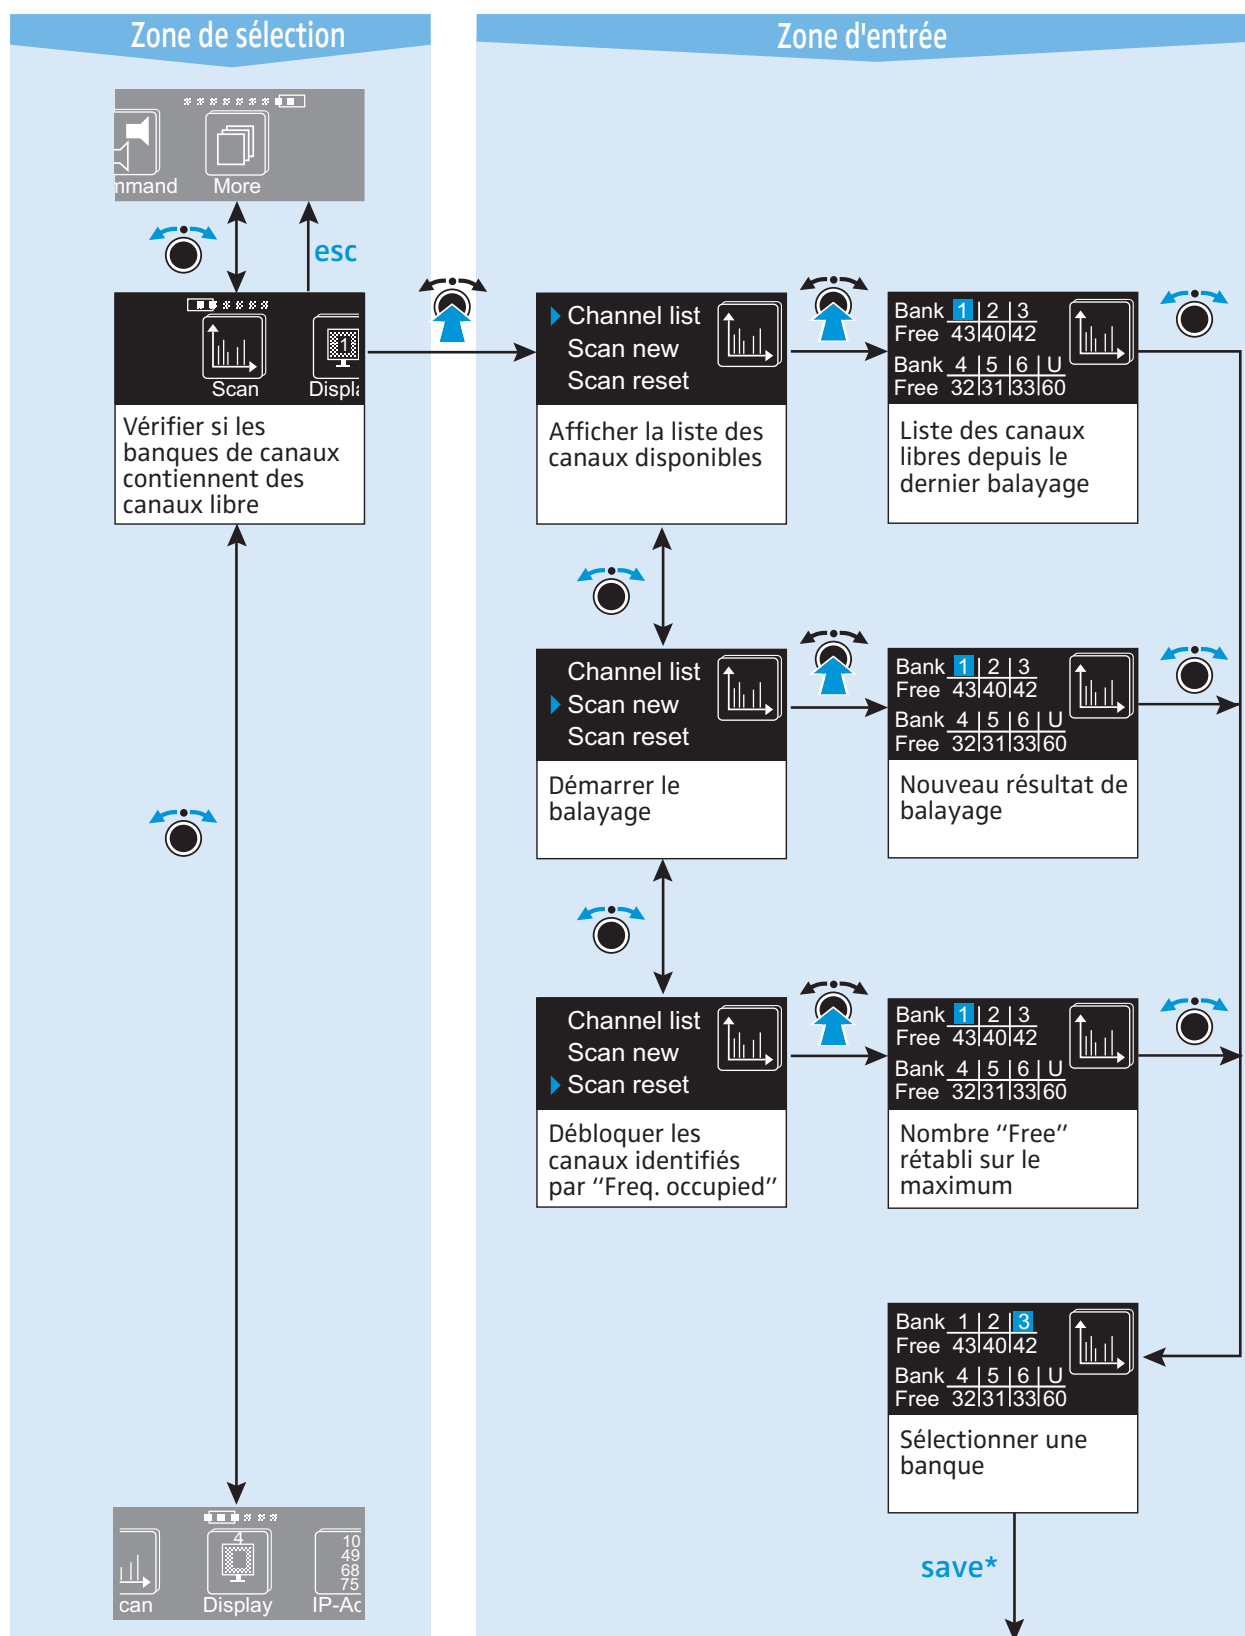 Zone de sélection
Zone d'entrée
mmand
More
esc
Scan
1
Displa
Vérifier si les
banques de canaux
contiennent des
canaux libre
Channel list
Scan new
Scan reset
Afficher la liste des
canaux disponibles
Bank 1 2 3
Free 43 40 42
Bank 4 5 6 U
Free 32 31 33 60
Liste des canaux
libres depuis le
dernier balayage
Channel list
Scan new
Scan reset
Démarrer le
balayage
Bank 1 2 3
Free 43 40 42
Bank 4 5 6 U
Free 32 31 33 60
Nouveau résultat de
balayage
Channel list
Scan new
Scan reset
Débloquer les
canaux identifiés
par "Freq. occupied"
Bank 1 2 3
Free 43 40 42
Bank 4 5 6 U
Free 32 31 33 60
Nombre "Free"
rétabli sur le
maximum
Bank 1 2 3
Free 43 40 42
Bank 4 5 6 U
Free 32 31 33 60
Sélectionner une
banque
save*
can
4
Display
10
49
68
75
IP-Ad